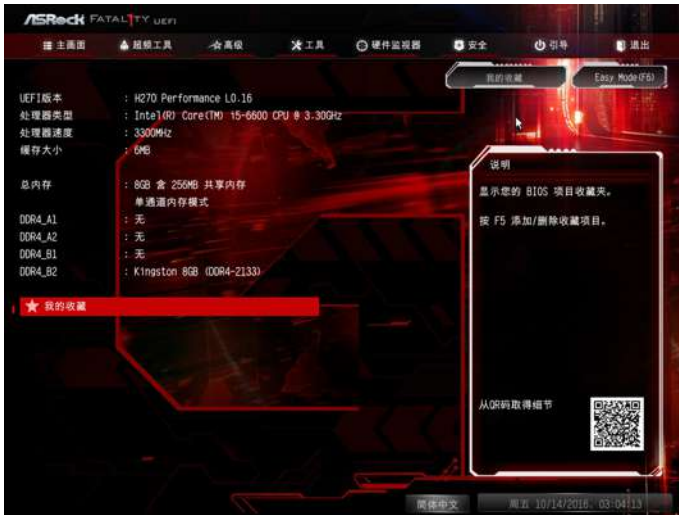 ASRock FATAL1TY UEFI
主画面 超频工具 高级 工具 硬件监视器 安全 引导 退出
我的收藏 Easy Mode(F6)
UEFI版本 : H270 Performance L0.16
处理器类型 : Intel(R) Core(TM) i5-6600 CPU @ 3.30GHz
处理器速度 : 3300MHz
缓存大小 : 6MB
总内存 : 8GB 含 256MB 共享内存
单通道内存模式
DDR4_A1 : 无
DDR4_A2 : 无
DDR4_B1 : 无
DDR4_B2 : Kingston 8GB (DDR4-2133)
我的收藏
说明
显示您的 BIOS 项目收藏夹。
按 F5 添加/删除收藏项目。
从QR码取得细节
简体中文 周五 10/14/2016, 03:04:13